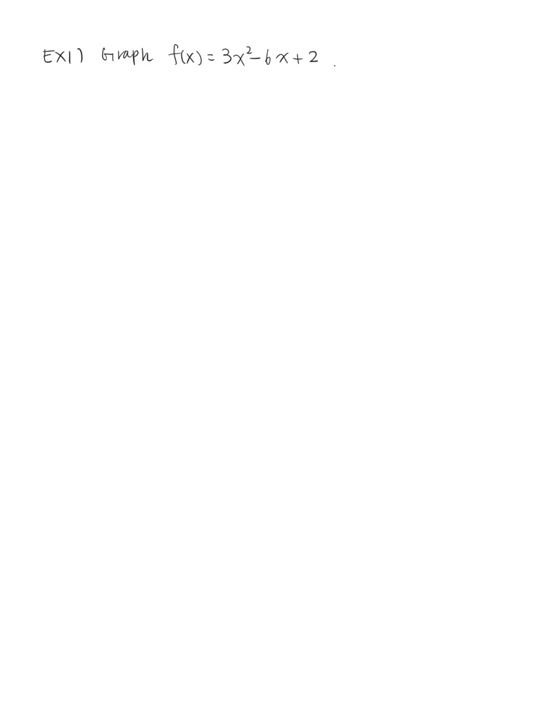 EX1) Graph f(x) = 3x² - 6x + 2 .